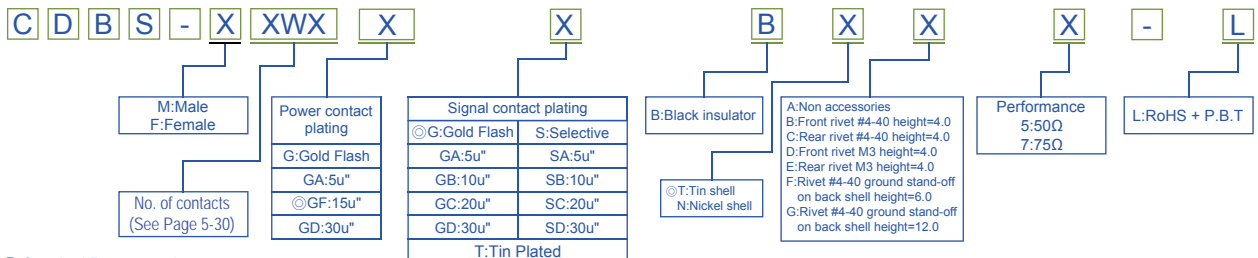 C D B S - X XWX X X B X X X - L
M:Male
F:Female
No. of contacts
(See Page 5-30)
Power contact
plating
G:Gold Flash
GA:5u"
◎GF:15u"
GD:30u"
Signal contact plating
◎G:Gold Flash S:Selective
GA:5u" SA:5u"
GB:10u" SB:10u"
GC:20u" SC:20u"
GD:30u" SD:30u"
T:Tin Plated
B:Black insulator
◎T:Tin shell
N:Nickel shell
A:Non accessories
B:Front rivet #4-40 height=4.0
C:Rear rivet #4-40 height=4.0
D:Front rivet M3 height=4.0
E:Rear rivet M3 height=4.0
F:Rivet #4-40 ground stand-off
on back shell height=6.0
G:Rivet #4-40 ground stand-off
on back shell height=12.0
Performance
5:50Ω
7:75Ω
L:RoHS + P.B.T